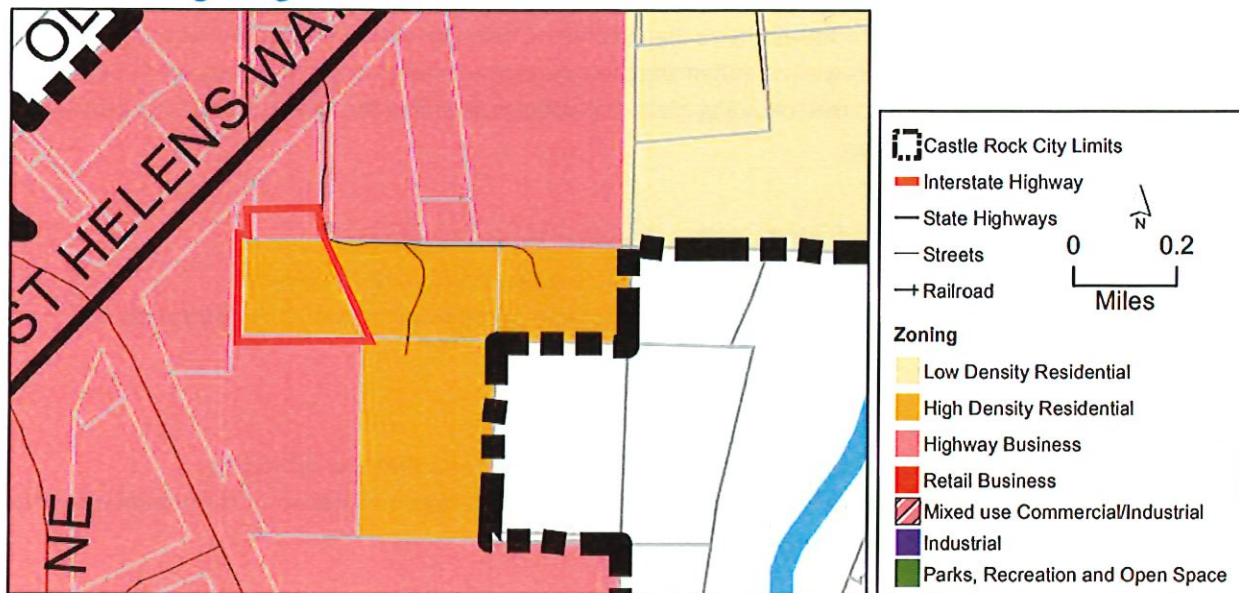 OL
ST HELENS WA
NE
Castle Rock City Limits
Interstate Highway
State Highways
Streets
Railroad
N
0 0.2
Miles
Zoning
Low Density Residential
High Density Residential
Highway Business
Retail Business
Mixed use Commercial/Industrial
Industrial
Parks, Recreation and Open Space